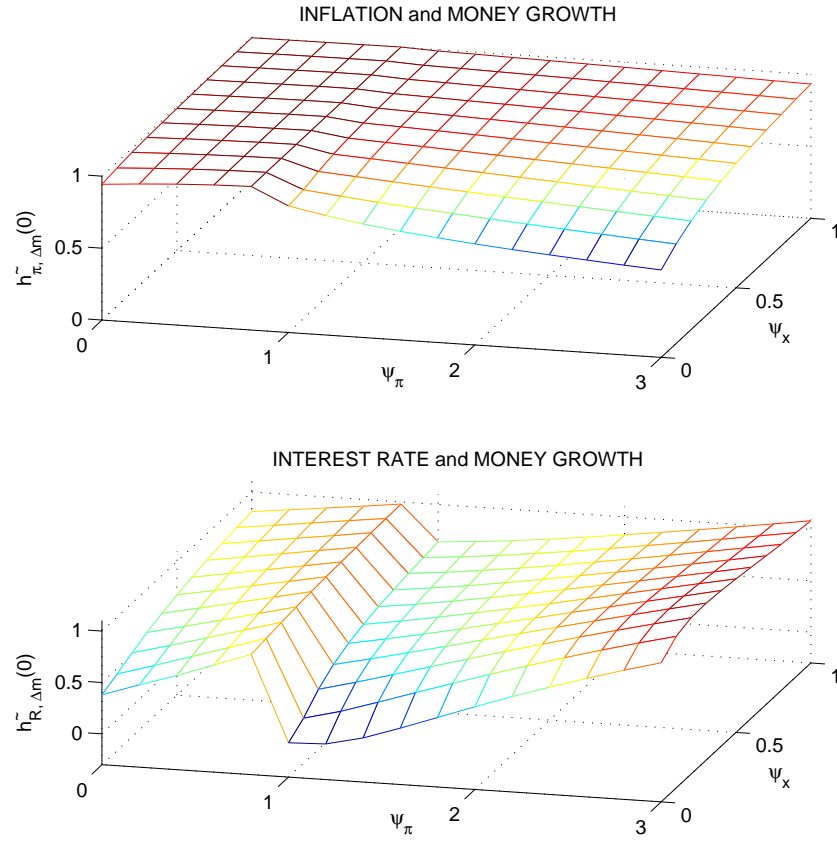 INFLATION and MONEY GROWTH
1
0.5
0
h~π, Δm(0)
0
1
2
3
ψπ
0
0.5
1
ψx
INTEREST RATE and MONEY GROWTH
1
0.5
0
h~R, Δm(0)
0
1
2
3
ψπ
0
0.5
1
ψx